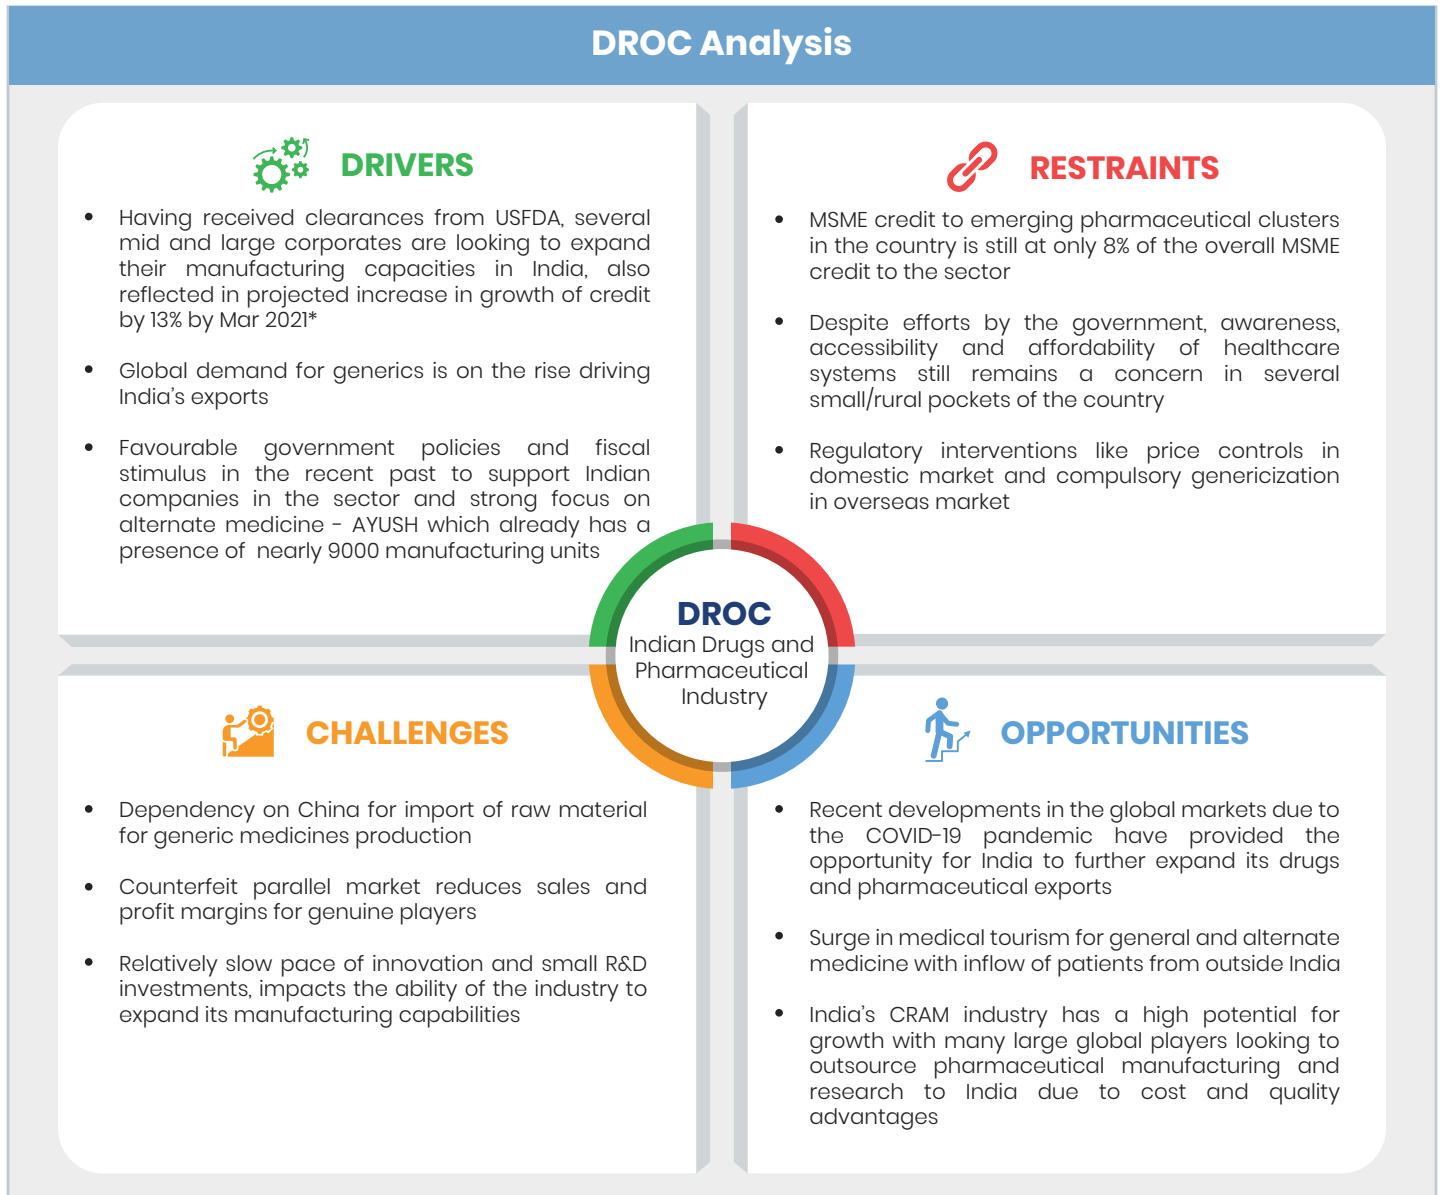 DROC Analysis
DRIVERS
• Having received clearances from USFDA, several
mid and large corporates are looking to expand
their manufacturing capacities in India, also
reflected in projected increase in growth of credit
by 13% by Mar 2021*
• Global demand for generics is on the rise driving
India's exports
• Favourable government policies and fiscal
stimulus in the recent past to support Indian
companies in the sector and strong focus on
alternate medicine - AYUSH which already has a
presence of nearly 9000 manufacturing units
RESTRAINTS
• MSME credit to emerging pharmaceutical clusters
in the country is still at only 8% of the overall MSME
credit to the sector
• Despite efforts by the government, awareness,
accessibility and affordability of healthcare
systems still remains a concern in several
small/rural pockets of the country
• Regulatory interventions like price controls in
domestic market and compulsory genericization
in overseas market
DROC
Indian Drugs and
Pharmaceutical
Industry
CHALLENGES
• Dependency on China for import of raw material
for generic medicines production
• Counterfeit parallel market reduces sales and
profit margins for genuine players
• Relatively slow pace of innovation and small R&D
investments, impacts the ability of the industry to
expand its manufacturing capabilities
OPPORTUNITIES
• Recent developments in the global markets due to
the COVID-19 pandemic have provided the
opportunity for India to further expand its drugs
and pharmaceutical exports
• Surge in medical tourism for general and alternate
medicine with inflow of patients from outside India
• India's CRAM industry has a high potential for
growth with many large global players looking to
outsource pharmaceutical manufacturing and
research to India due to cost and quality
advantages